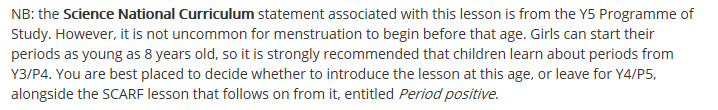 NB: the Science National Curriculum statement associated with this lesson is from the Y5 Programme of
Study. However, it is not uncommon for menstruation to begin before that age. Girls can start their
periods as young as 8 years old, so it is strongly recommended that children learn about periods from
Y3/P4. You are best placed to decide whether to introduce the lesson at this age, or leave for Y4/P5,
alongside the SCARF lesson that follows on from it, entitled Period positive.